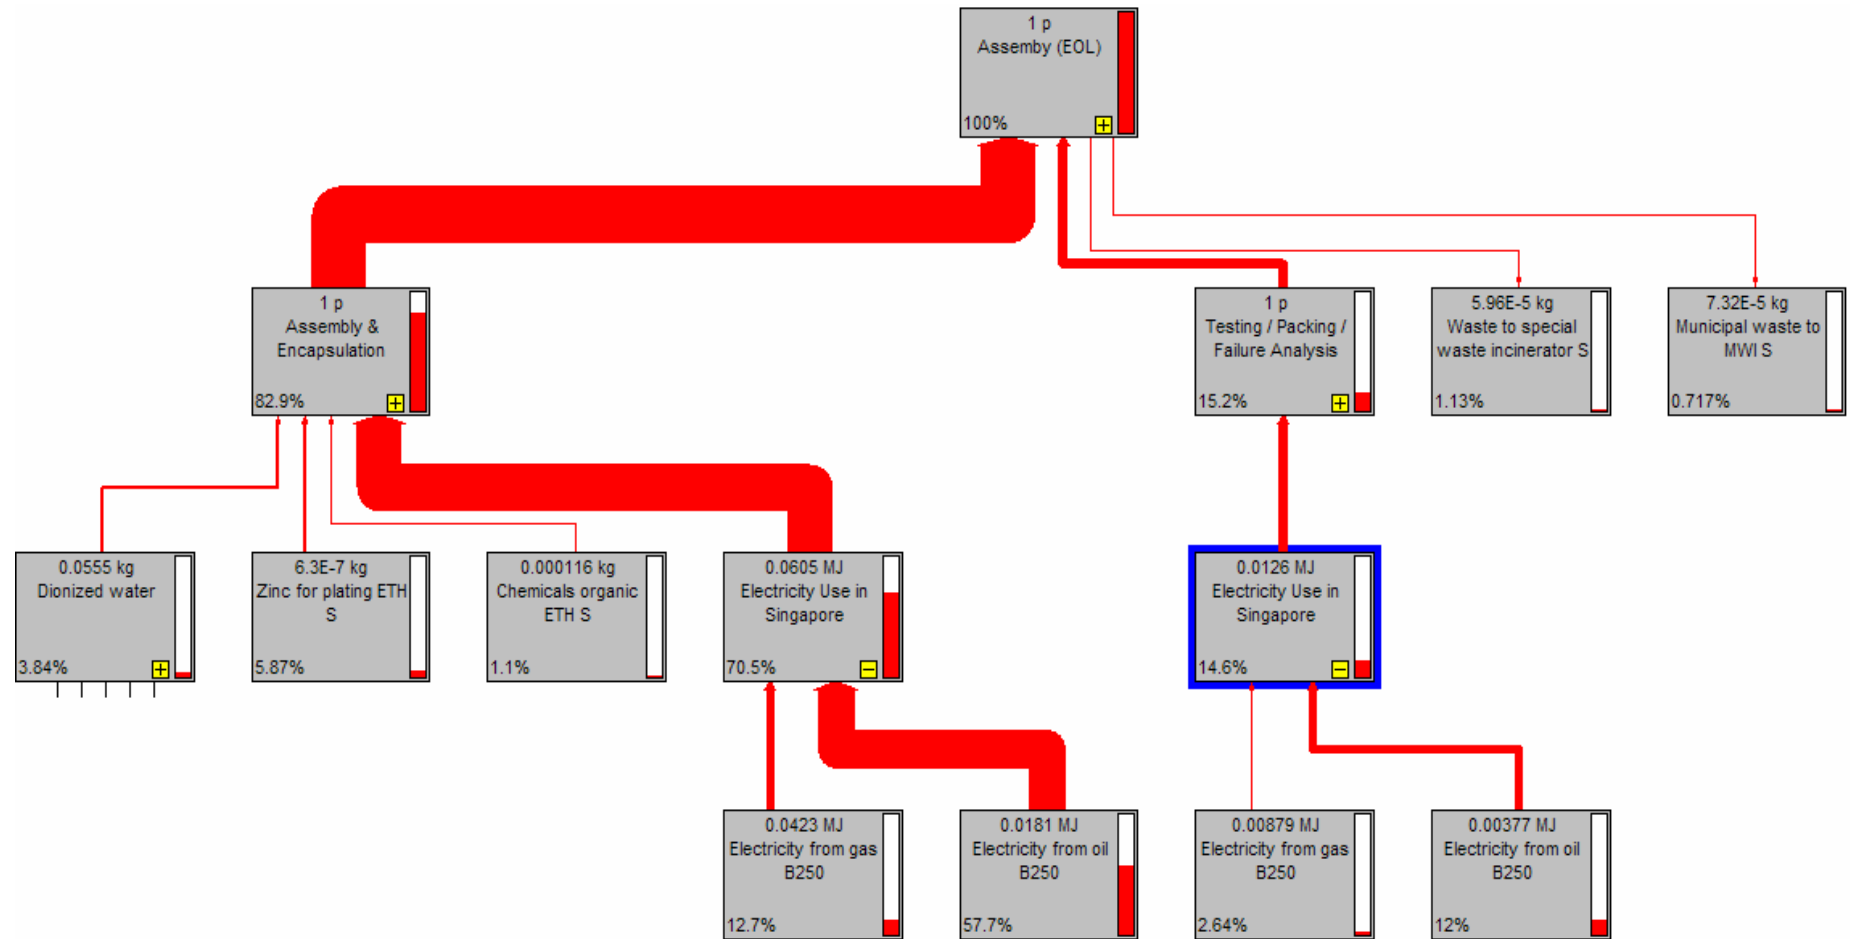 1 p
Assemby (EOL)
100%
1 p
Assembly &
Encapsulation
82.9%
1 p
Testing / Packing /
Failure Analysis
15.2%
5.96E-5 kg
Waste to special
waste incinerator S
1.13%
7.32E-5 kg
Municipal waste to
MWI S
0.717%
0.0555 kg
Dionized water
3.84%
6.3E-7 kg
Zinc for plating ETH
S
5.87%
0.000116 kg
Chemicals organic
ETH S
1.1%
0.0605 MJ
Electricity Use in
Singapore
70.5%
0.0126 MJ
Electricity Use in
Singapore
14.6%
0.0423 MJ
Electricity from gas
B250
12.7%
0.0181 MJ
Electricity from oil
B250
57.7%
0.00879 MJ
Electricity from gas
B250
2.64%
0.00377 MJ
Electricity from oil
B250
12%